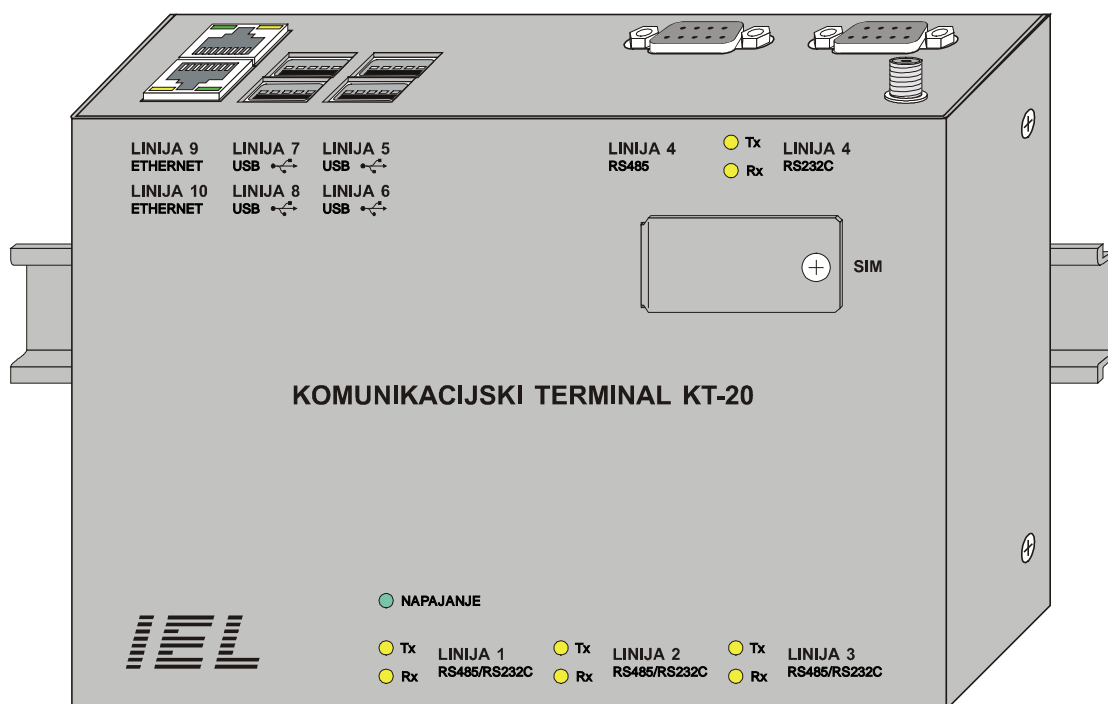 LINIJA 9
ETHERNET
LINIJA 7
USB
LINIJA 5
USB
LINIJA 4
RS485
Tx
Rx
LINIJA 4
RS232C
LINIJA 10
ETHERNET
LINIJA 8
USB
LINIJA 6
USB
SIM
KOMUNIKACIJSKI TERMINAL KT-20
NAPAJANJE
IEL
Tx
Rx
LINIJA 1
RS485/RS232C
Tx
Rx
LINIJA 2
RS485/RS232C
Tx
Rx
LINIJA 3
RS485/RS232C